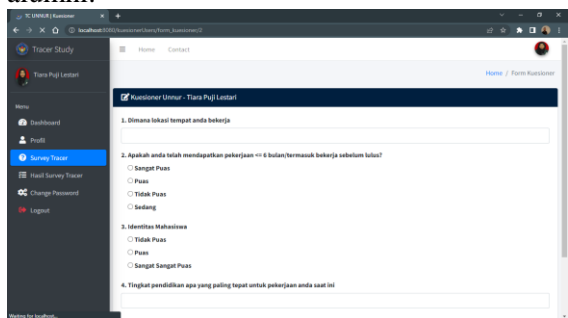 TC UNNUR | Kuesioner
localhost:3000/kuesioner/users/form_kuesioner/2
Tracer Study
Home Contact
Tiara Puji Lestari
Home / Form Kuesioner
Menu
Dashboard
Profil
Survey Tracer
Hasil Survey Tracer
Change Password
Logout
Kuesioner Unnur - Tiara Puji Lestari
1. Dimana lokasi tempat anda bekerja
2. Apakah anda telah mendapatkan pekerjaan <= 6 bulan/termasuk bekerja sebelum lulus?
Sangat Puas
Puas
Tidak Puas
Sedang
3. Identitas Mahasiswa
Tidak Puas
Puas
Sangat Sangat Puas
4. Tingkat pendidikan apa yang paling tepat untuk pekerjaan anda saat ini
Waiting for localhost...